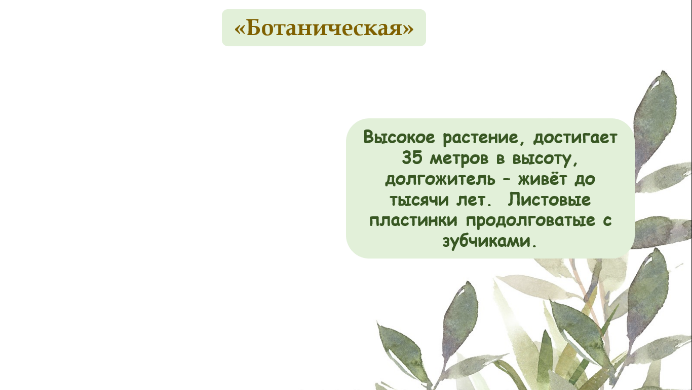 «Ботаническая»
Высокое растение, достигает
35 метров в высоту,
долгожитель – живёт до
тысячи лет.  Листовые
пластинки продолговатые с
зубчиками.